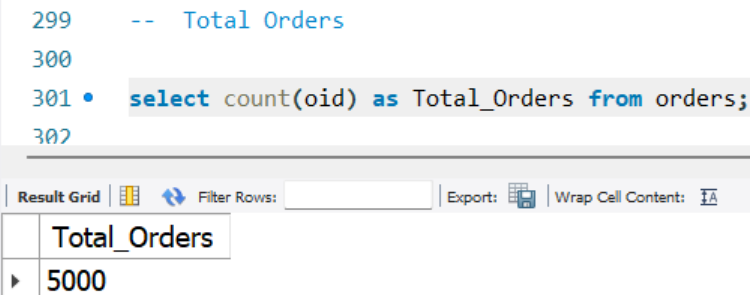 299 -- Total Orders
300
301 select count(oid) as Total_Orders from orders;
302
Result Grid Filter Rows: Export: Wrap Cell Content: IA
Total_Orders
5000